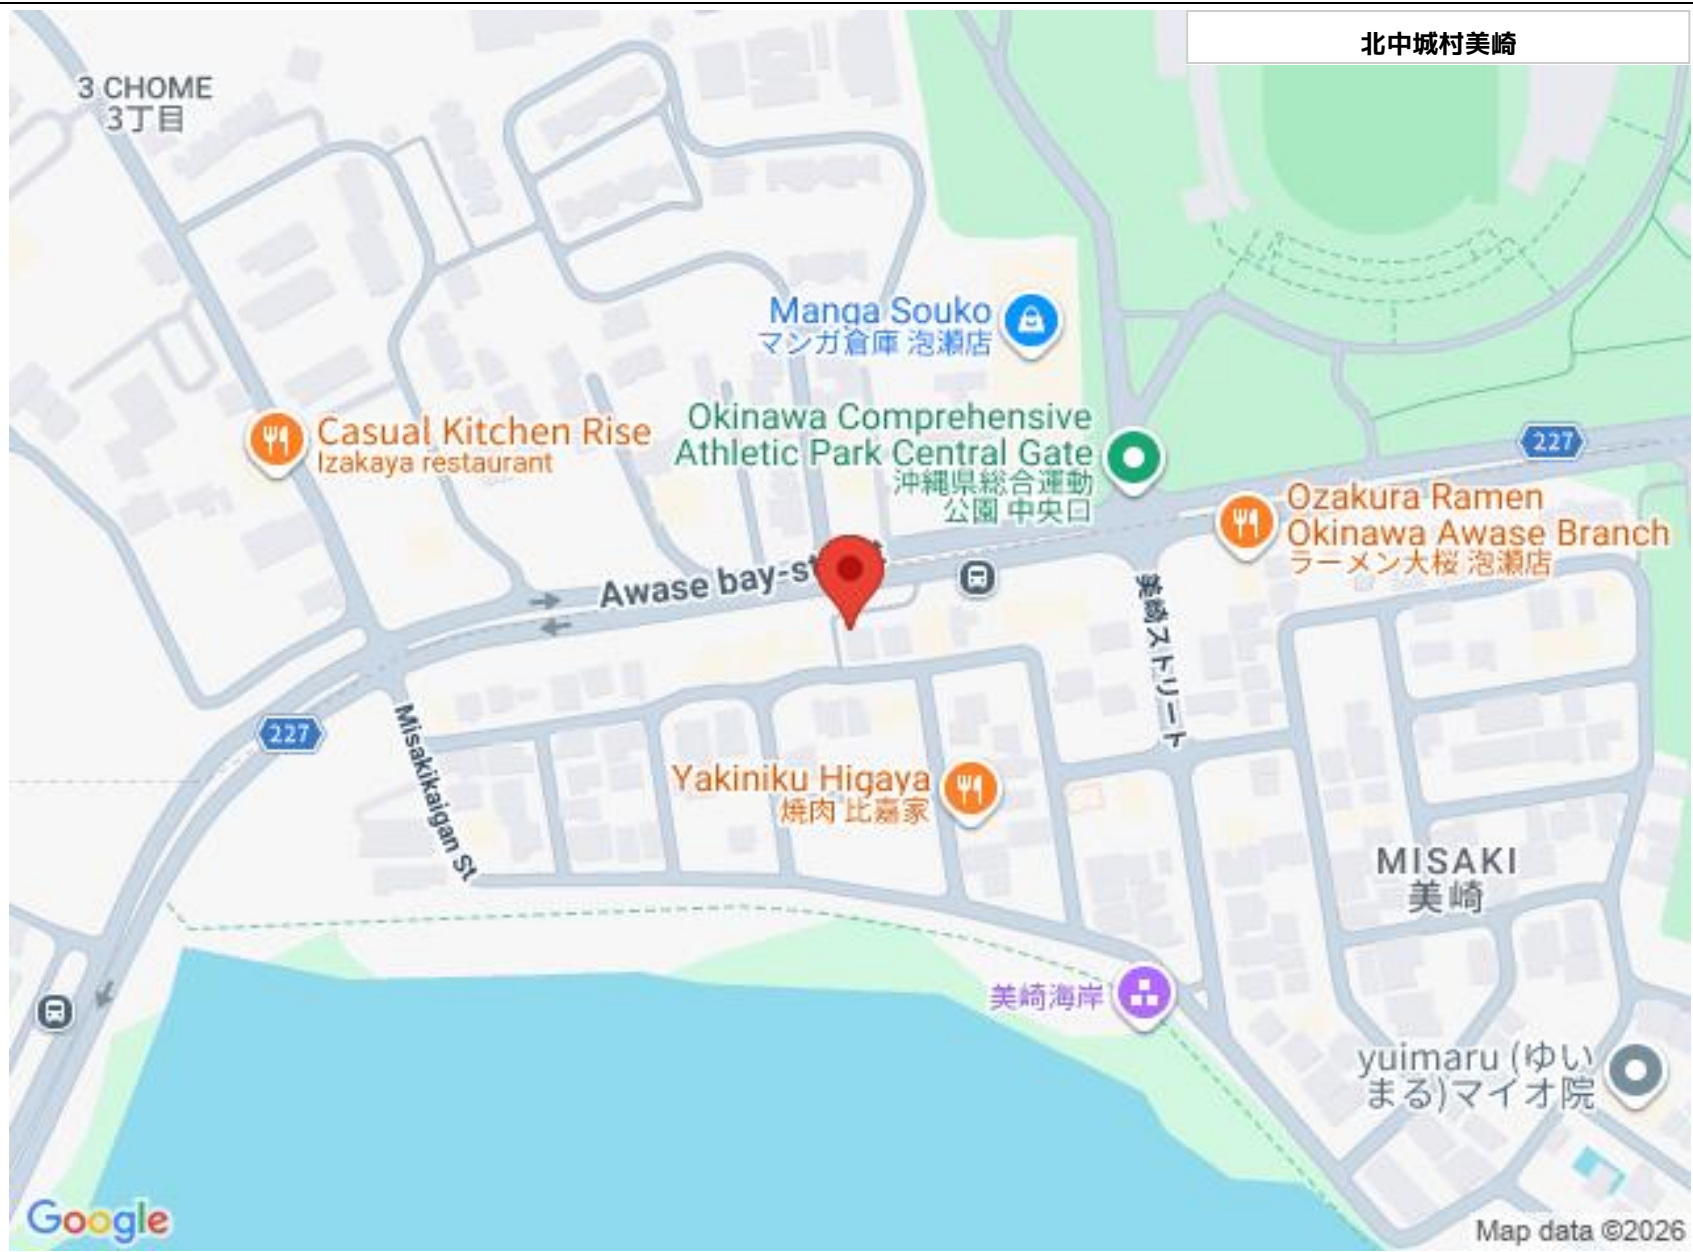 北中城村美崎
3 CHOME
3丁目
Manga Souko
マンガ倉庫 泡瀬店
Okinawa Comprehensive
Athletic Park Central Gate
沖縄県総合運動
公園 中央口
Casual Kitchen Rise
Izakaya restaurant
227
Ozakura Ramen
Okinawa Awase Branch
ラーメン大桜 泡瀬店
Awase bay-st
美崎ストリート
227
Misakikaigan St
Yakiniku Higaya
焼肉 比嘉家
MISAKI
美崎
美崎海岸
yuimaru (ゆい
まる)マイオ院
Google
Map data ©2026